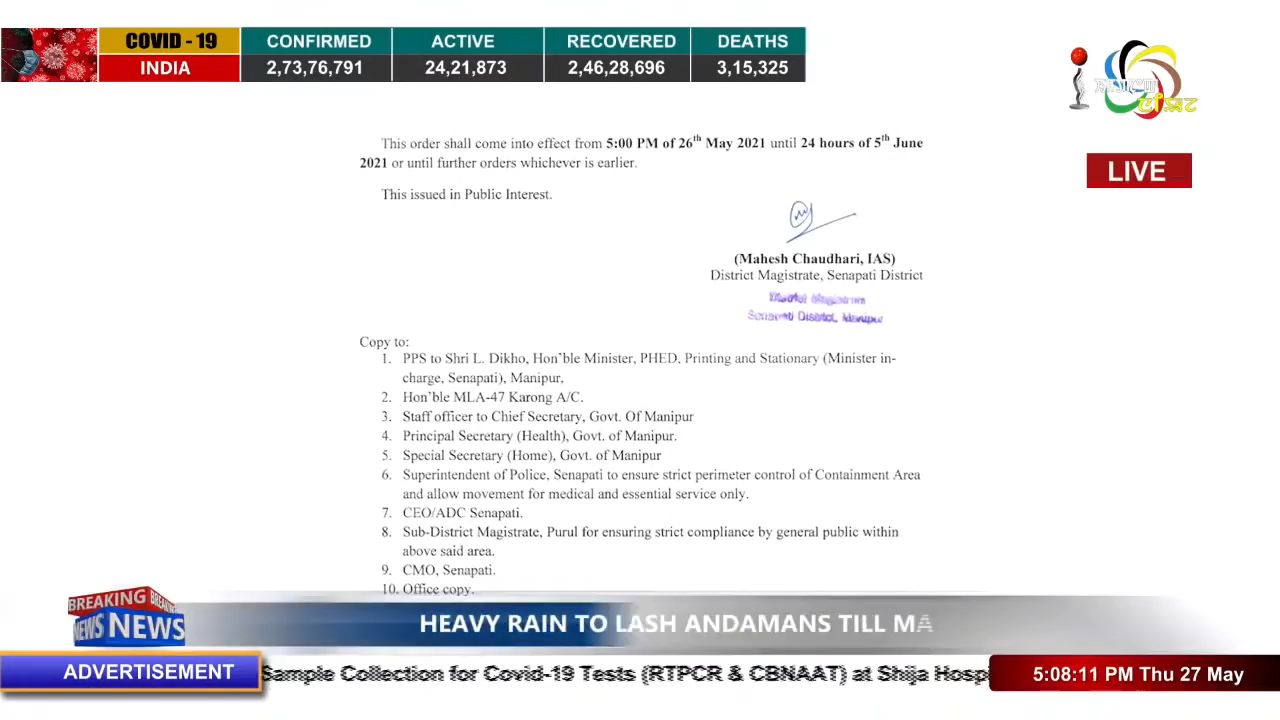 COVID - 19 CONFIRMED ACTIVE RECOVERED DEATHS
INDIA 2,73,76,791 24,21,873 2,46,28,696 3,15,325
LIVE
This order shall come into effect from 5:00 PM of 26th May 2021 until 24 hours of 5th June
2021 or until further orders whichever is earlier.
This issued in Public Interest.
(Mahesh Chaudhari, IAS)
District Magistrate, Senapati District
District Magistrate
Senapati District, Manipur
Copy to:
1. PPS to Shri L. Dikho, Hon'ble Minister, PHED, Printing and Stationary (Minister in-
charge, Senapati), Manipur,
2. Hon'ble MLA-47 Karong A/C.
3. Staff officer to Chief Secretary, Govt. Of Manipur
4. Principal Secretary (Health), Govt. of Manipur.
5. Special Secretary (Home), Govt. of Manipur
6. Superintendent of Police, Senapati to ensure strict perimeter control of Containment Area
and allow movement for medical and essential service only.
7. CEO/ADC Senapati.
8. Sub-District Magistrate, Purul for ensuring strict compliance by general public within
above said area.
9. CMO, Senapati.
10. Office copy.
BREAKING NEWS
HEAVY RAIN TO LASH ANDAMANS TILL MA
ADVERTISEMENT
Sample Collection for Covid-19 Tests (RTPCR & CBNAAT) at Shija Hospi
5:08:11 PM Thu 27 May